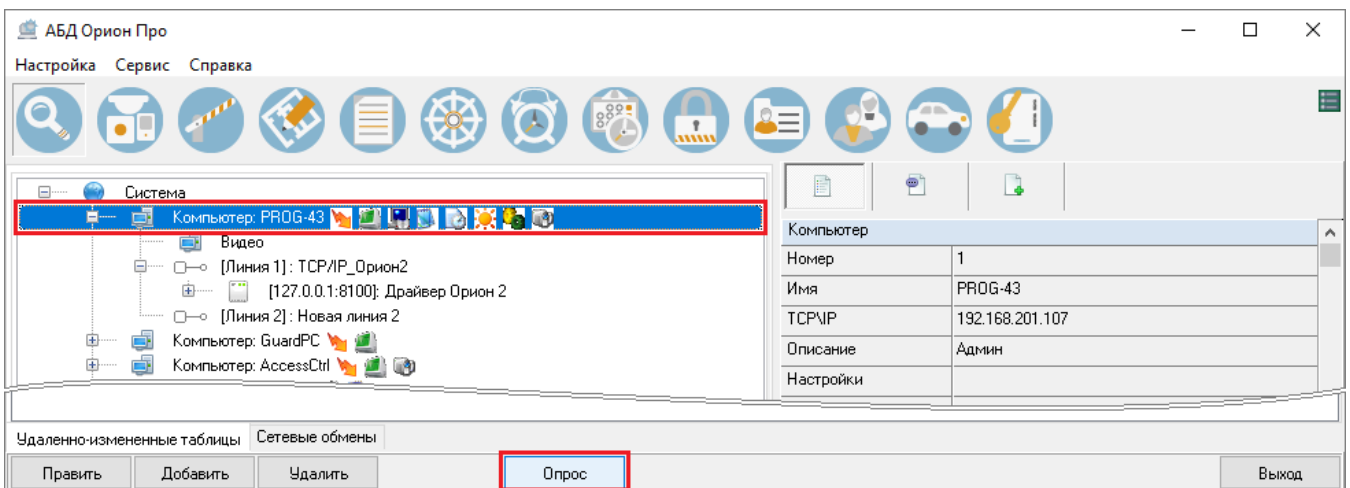 АБД Орион Про
Настройка Сервис Справка
Система
Компьютер: PROG-43
Видео
[Линия 1] : TCP/IP_Орион2
[127.0.0.1:8100]: Драйвер Орион 2
[Линия 2] : Новая линия 2
Компьютер: GuardPC
Компьютер: AccessCtrl
Компьютер
Номер 1
Имя PROG-43
TCP\IP 192.168.201.107
Описание Админ
Настройки
Удаленно-измененные таблицы Сетевые обмены
Править Добавить Удалить Опрос Выход